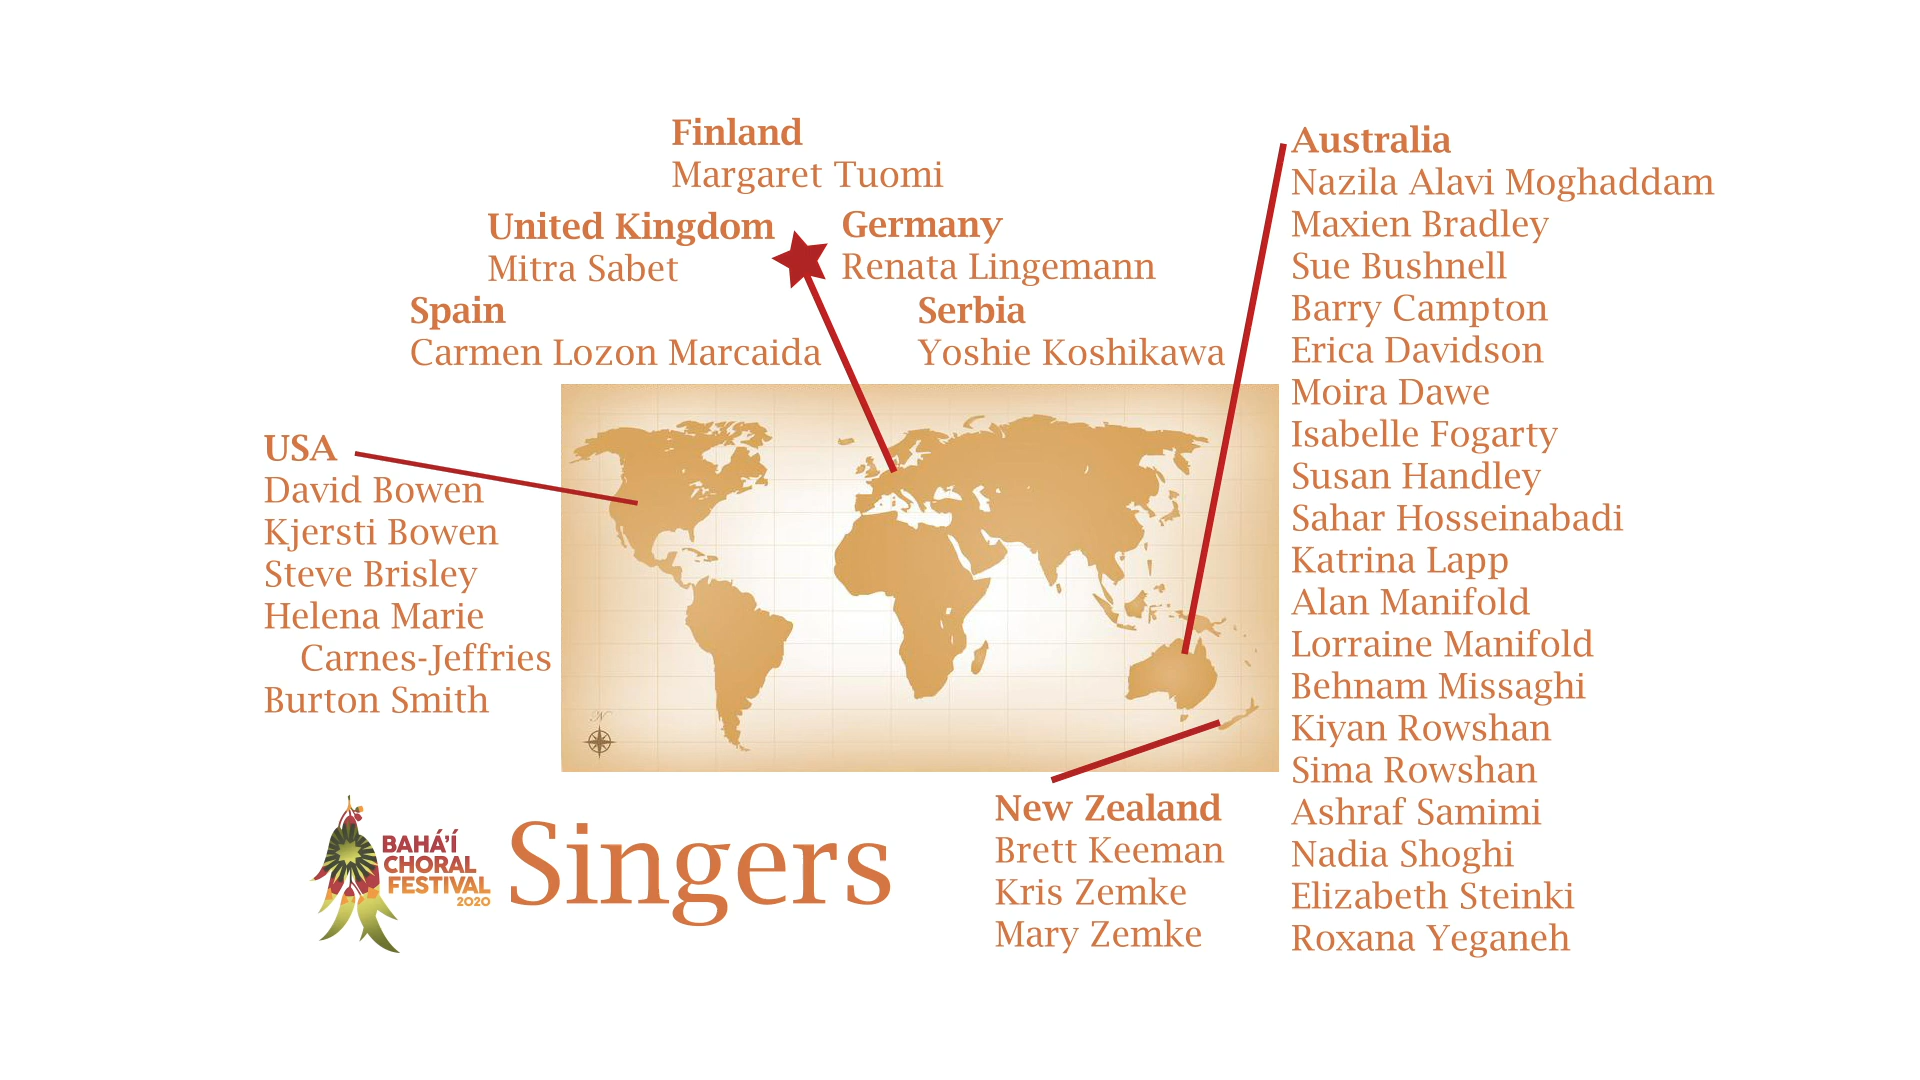 Finland
Margaret Tuomi
United Kingdom
Mitra Sabet
Germany
Renata Lingemann
Spain
Carmen Lozon Marcaida
Serbia
Yoshie Koshikawa
USA
David Bowen
Kjersti Bowen
Steve Brisley
Helena Marie
Carnes-Jeffries
Burton Smith
N
BAHÁ'Í
CHORAL
FESTIVAL
2020
Singers
New Zealand
Brett Keeman
Kris Zemke
Mary Zemke
Australia
Nazila Alavi Moghaddam
Maxien Bradley
Sue Bushnell
Barry Campton
Erica Davidson
Moira Dawe
Isabelle Fogarty
Susan Handley
Sahar Hosseinabadi
Katrina Lapp
Alan Manifold
Lorraine Manifold
Behnam Missaghi
Kiyan Rowshan
Sima Rowshan
Ashraf Samimi
Nadia Shoghi
Elizabeth Steinki
Roxana Yeganeh